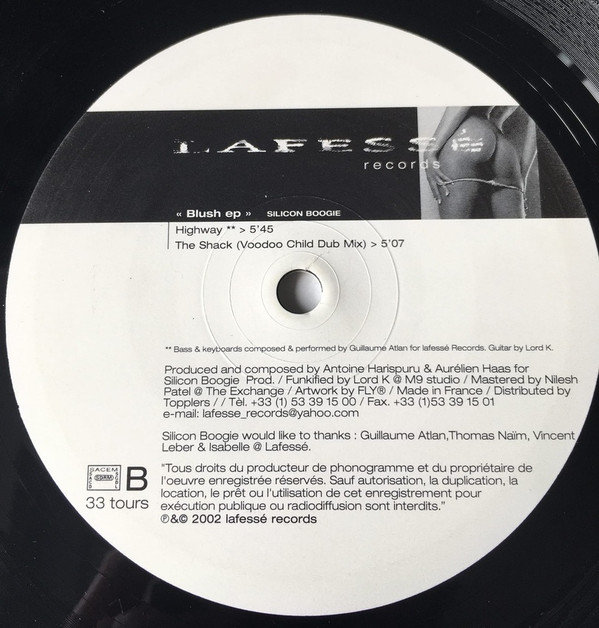 LAFESSÉ
records
« Blush ep » SILICON BOOGIE
Highway ** > 5'45
The Shack (Voodoo Child Dub Mix) > 5'07
** Bass & keyboards composed & performed by Guillaume Atlan for lafessé Records. Guitar by Lord K.
Produced and composed by Antoine Harispuru & Aurélien Haas for
Silicon Boogie Prod. / Funkified by Lord K @ M9 studio / Mastered by Nilesh
Patel @ The Exchange / Artwork by FLY® / Made in France / Distributed by
Topplers / / Tèl. +33 (1) 53 39 15 00 / Fax. +33 (1)53 39 15 01
e-mail: lafesse_records@yahoo.com
Silicon Boogie would like to thanks : Guillaume Atlan,Thomas Naïm, Vincent
Leber & Isabelle @ Lafessé.
"Tous droits du producteur de phonogramme et du propriétaire de
l'oeuvre enregistrée réservés. Sauf autorisation, la duplication, la
location, le prêt ou l'utilisation de cet enregistrement pour
exécution publique ou radiodiffusion sont interdits."
℗&© 2002 lafessé records
SACEM
SDRM
B
33 tours